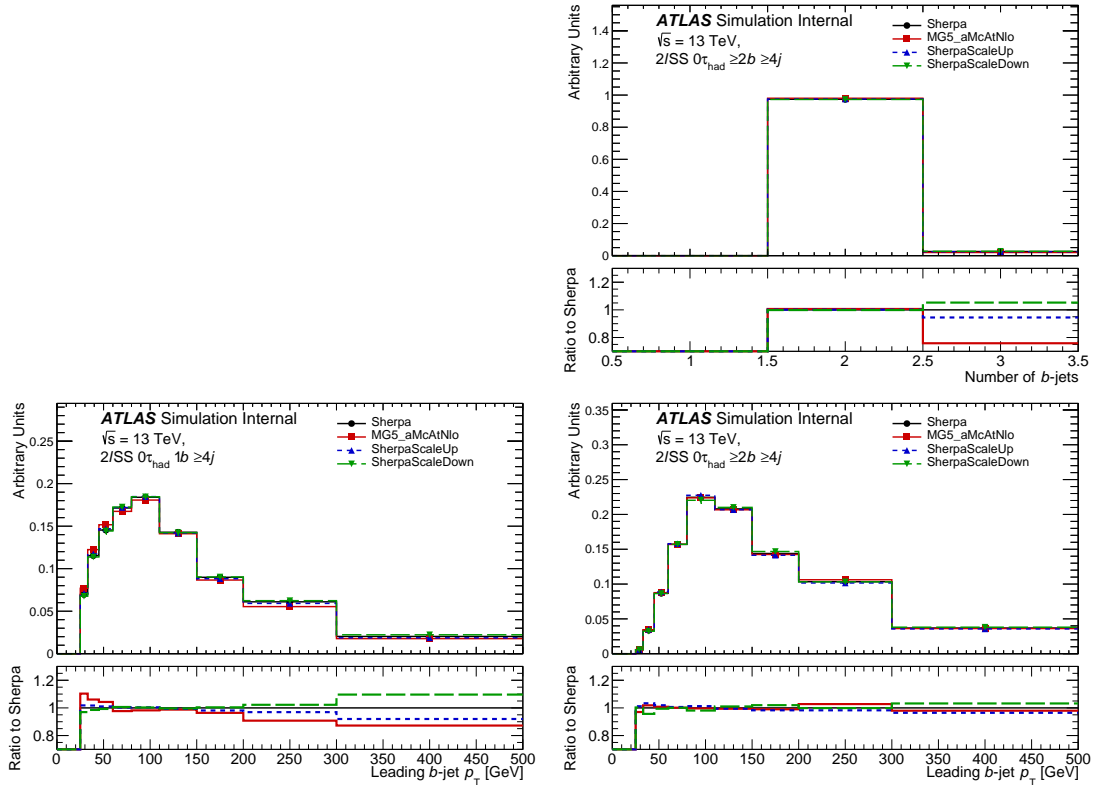 ATLAS Simulation Internal
√s = 13 TeV,
2lSS 0τhad ≥2b ≥4j
Sherpa
MG5_aMcAtNlo
SherpaScaleUp
SherpaScaleDown
Arbitrary Units
1.4
1.2
1
0.8
0.6
0.4
0.2
0
Ratio to Sherpa
1.2
1
0.8
0.5 1 1.5 2 2.5 3 3.5
Number of b-jets
ATLAS Simulation Internal
√s = 13 TeV,
2lSS 0τhad 1b ≥4j
Sherpa
MG5_aMcAtNlo
SherpaScaleUp
SherpaScaleDown
Arbitrary Units
0.25
0.2
0.15
0.1
0.05
0
Ratio to Sherpa
1.2
1
0.8
0 50 100 150 200 250 300 350 400 450 500
Leading b-jet pT [GeV]
ATLAS Simulation Internal
√s = 13 TeV,
2lSS 0τhad ≥2b ≥4j
Sherpa
MG5_aMcAtNlo
SherpaScaleUp
SherpaScaleDown
Arbitrary Units
0.35
0.3
0.25
0.2
0.15
0.1
0.05
0
Ratio to Sherpa
1.2
1
0.8
0 50 100 150 200 250 300 350 400 450 500
Leading b-jet pT [GeV]